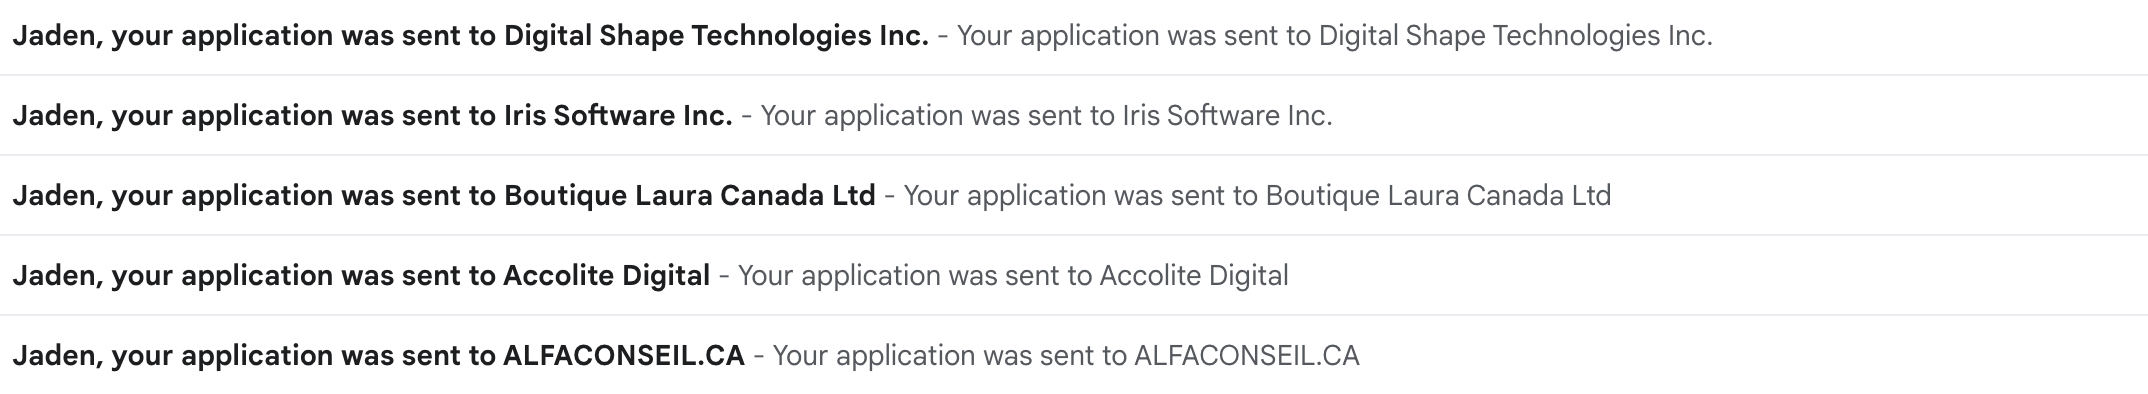 Jaden, your application was sent to Digital Shape Technologies Inc. - Your application was sent to Digital Shape Technologies Inc.
Jaden, your application was sent to Iris Software Inc. - Your application was sent to Iris Software Inc.
Jaden, your application was sent to Boutique Laura Canada Ltd - Your application was sent to Boutique Laura Canada Ltd
Jaden, your application was sent to Accolite Digital - Your application was sent to Accolite Digital
Jaden, your application was sent to ALFACONSEIL.CA - Your application was sent to ALFACONSEIL.CA